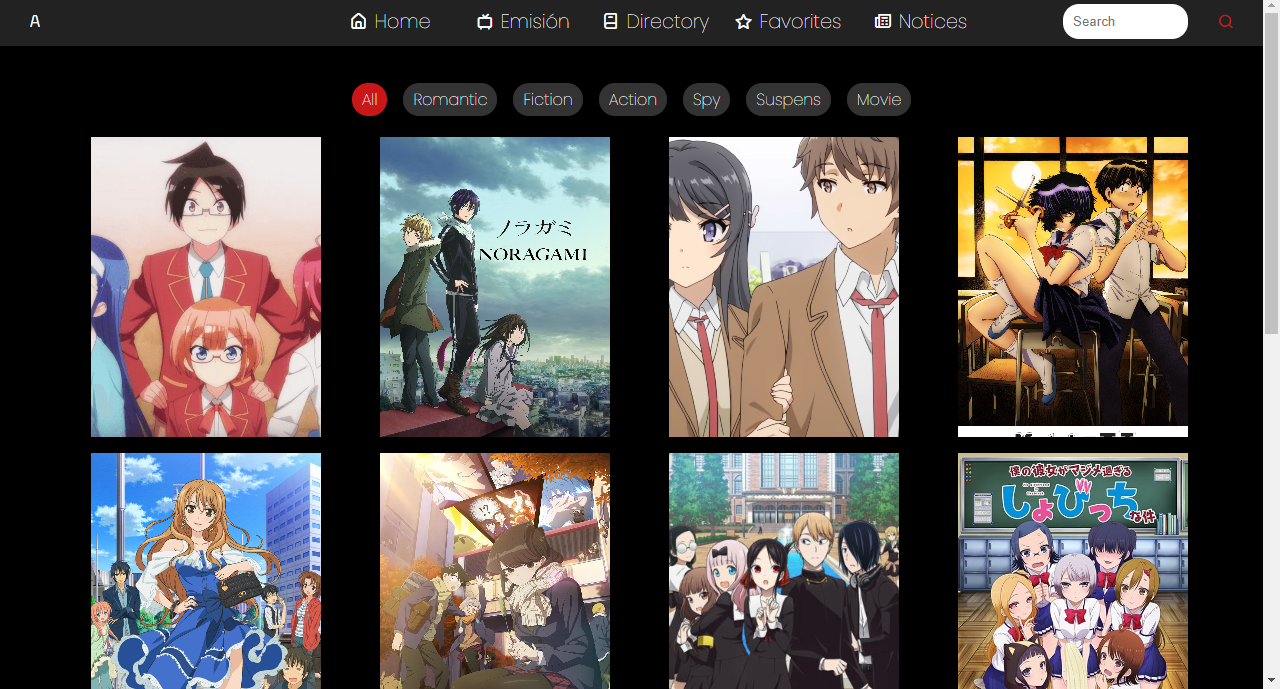 A
Home
Emisión
Directory
Favorites
Notices
Search
All
Romantic
Fiction
Action
Spy
Suspens
Movie
ノラガミ
NORAGAMI
僕の彼女がマジメ過ぎる
しょびっち
な件